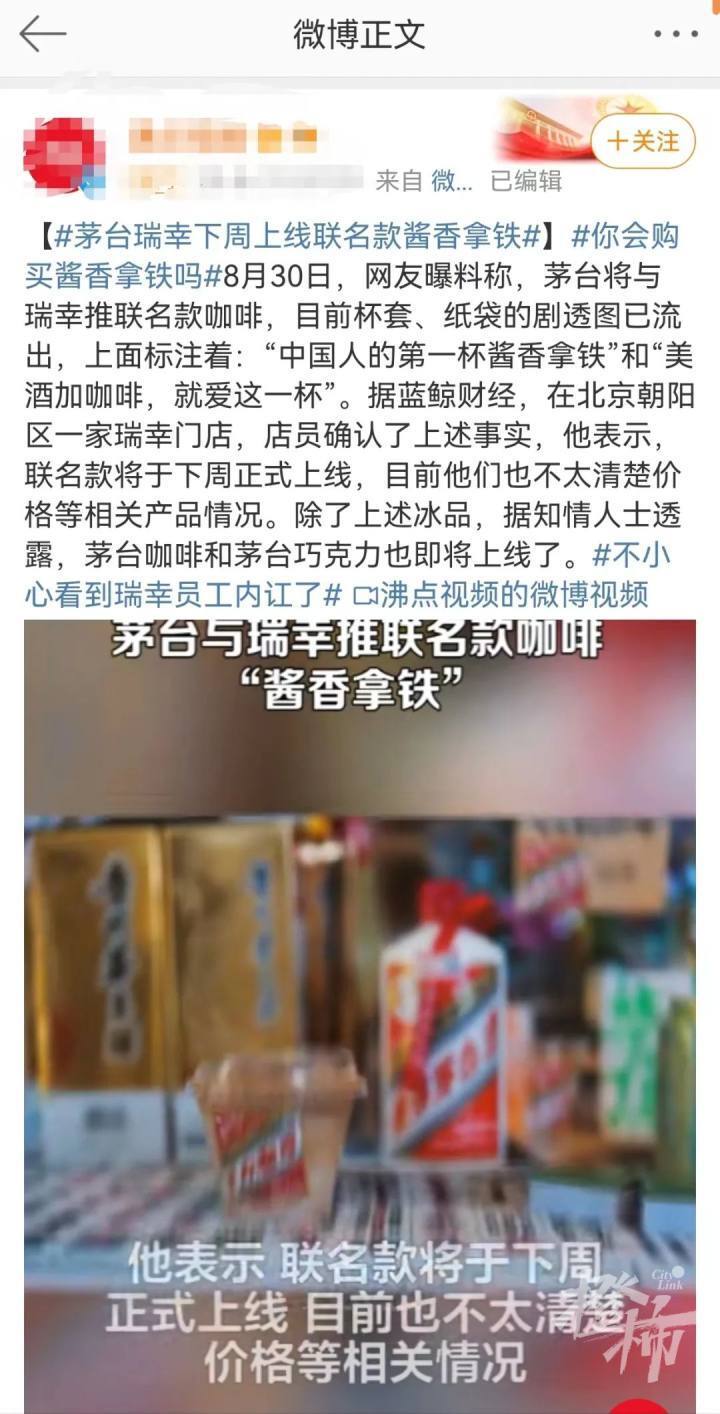 微博正文
+关注
来自 微... 已编辑
【#茅台瑞幸下周上线联名款酱香拿铁#】#你会购
买酱香拿铁吗#8月30日，网友曝料称，茅台将与
瑞幸推联名款咖啡，目前杯套、纸袋的剧透图已流
出，上面标注着：“中国人的第一杯酱香拿铁”和“美
酒加咖啡，就爱这一杯”。据蓝鲸财经，在北京朝阳
区一家瑞幸门店，店员确认了上述事实，他表示，
联名款将于下周正式上线，目前他们也不太清楚价
格等相关产品情况。除了上述冰品，据知情人士透
露，茅台咖啡和茅台巧克力也即将上线了。#不小
心看到瑞幸员工内讧了# 沸点视频的微博视频
茅台与瑞幸推联名款咖啡
“酱香拿铁”
他表示 联名款将于下周
正式上线 目前也不太清楚
价格等相关情况
City Link
橙柿